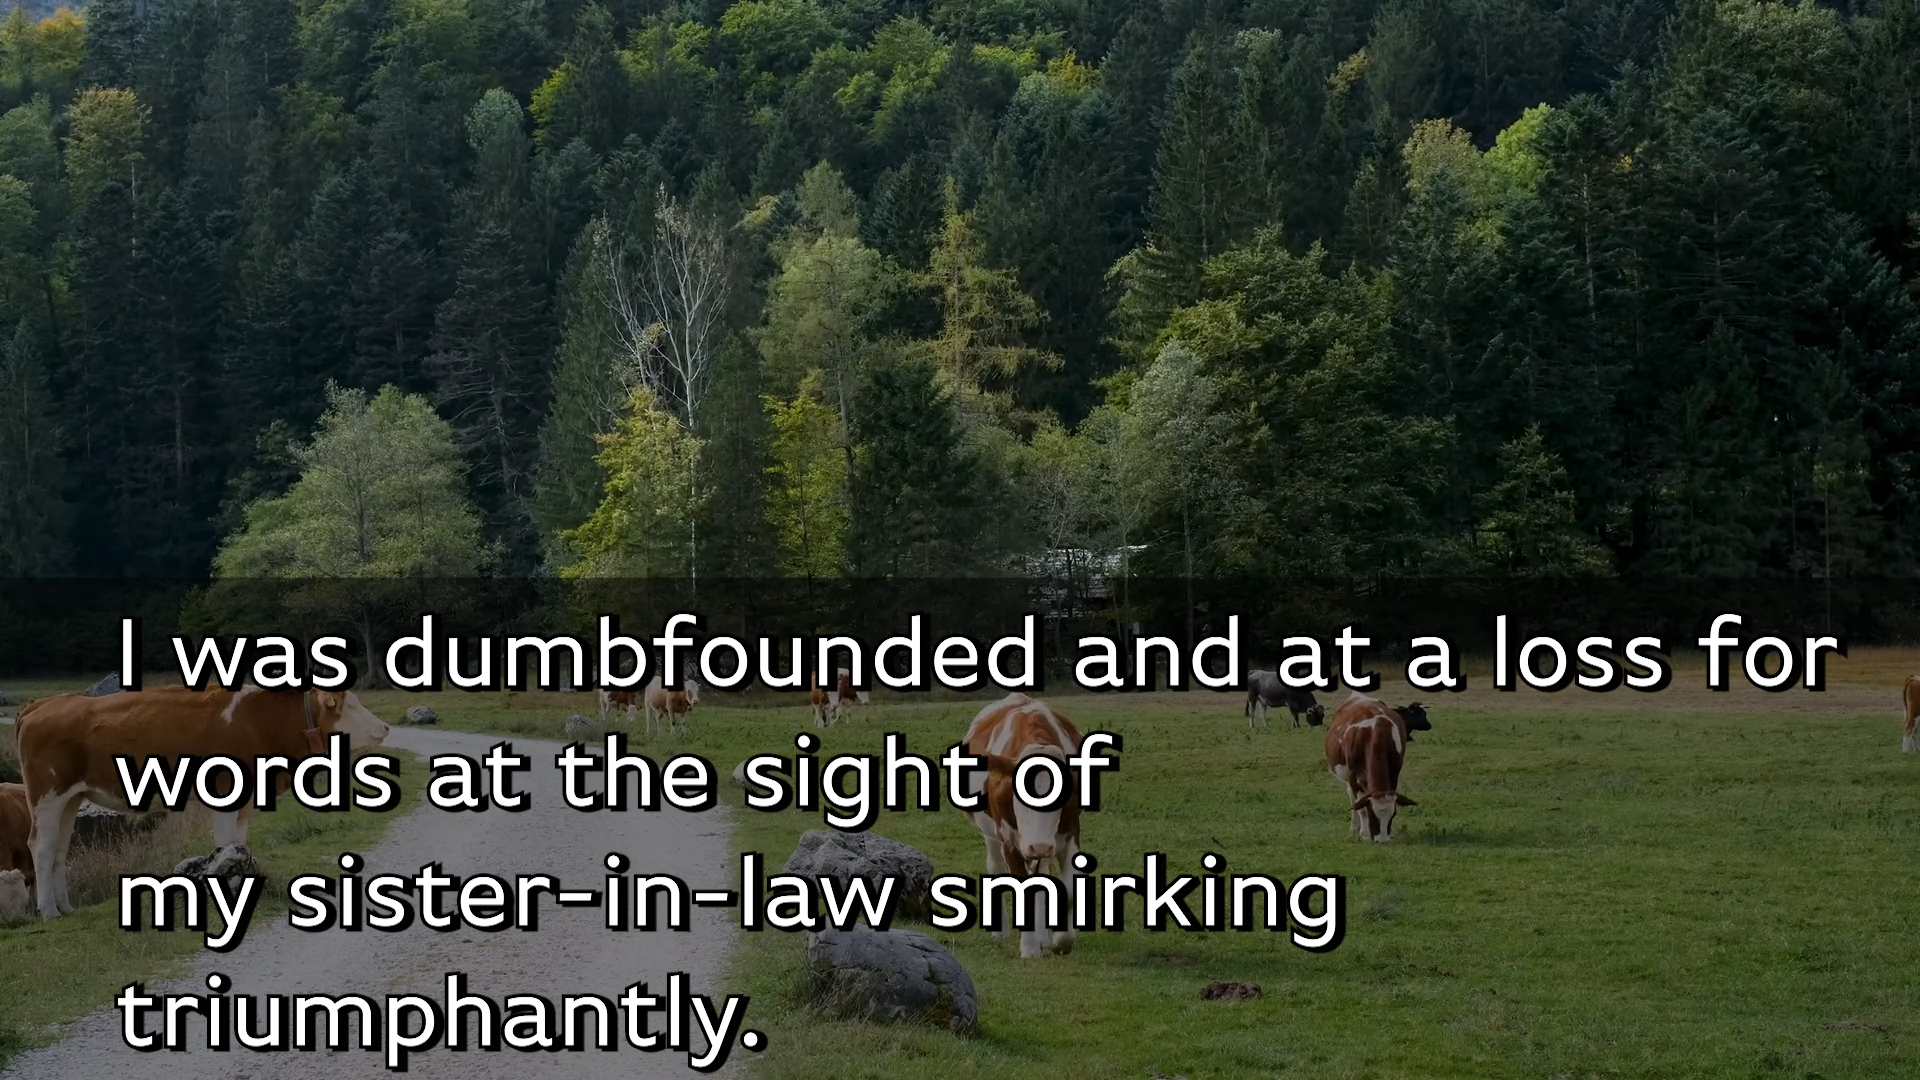 I was dumbfounded and at a loss for
words at the sight of
my sister-in-law smirking
triumphantly.